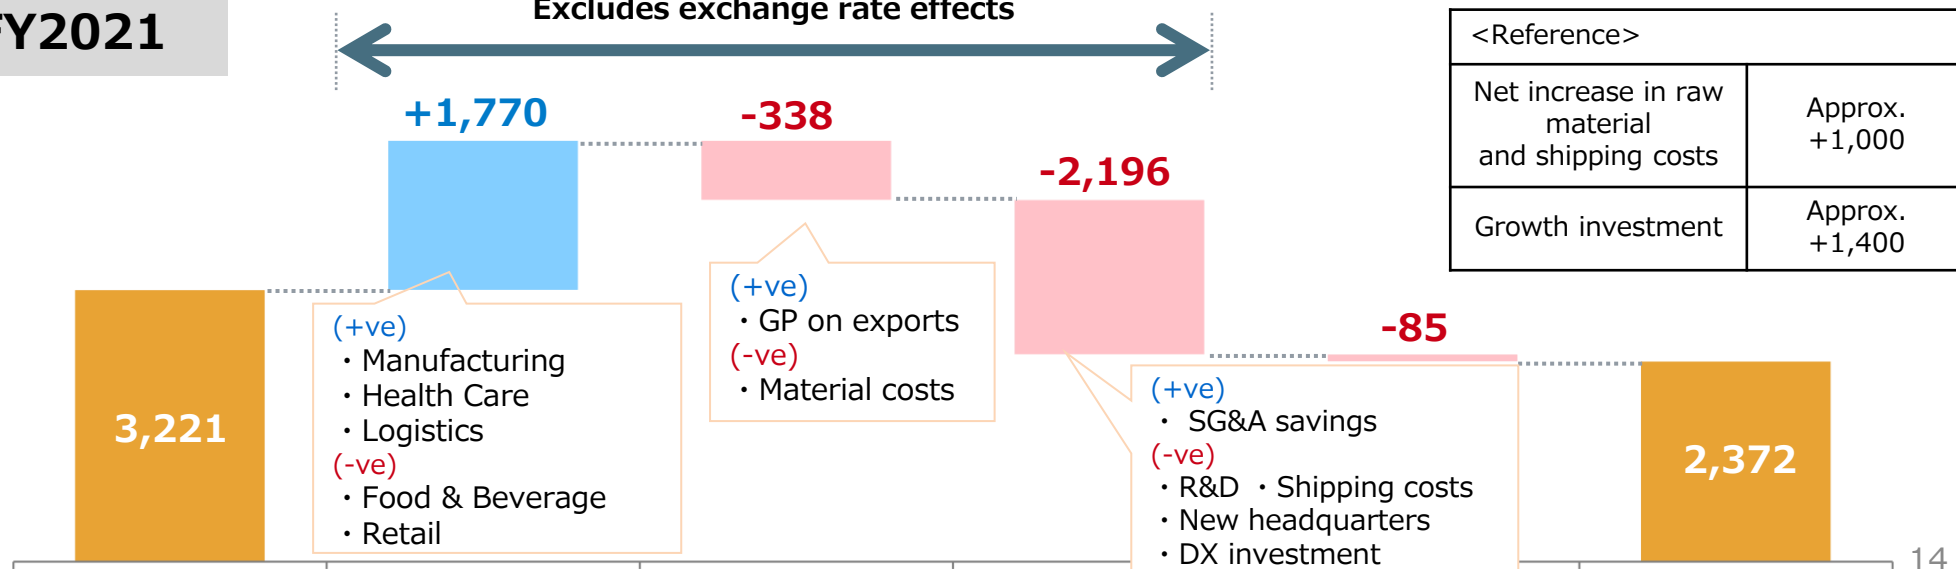 FY2021
Excludes exchange rate effects
<Reference>
Net increase in raw
material
and shipping costs
Approx.
+1,000
Growth investment
Approx.
+1,400
+1,770
-338
-2,196
-85
3,221
2,372
(+ve)
・Manufacturing
・Health Care
・Logistics
(-ve)
・Food & Beverage
・Retail
(+ve)
・GP on exports
(-ve)
・Material costs
(+ve)
・ SG&A savings
(-ve)
・R&D ・Shipping costs
・New headquarters
・DX investment
14